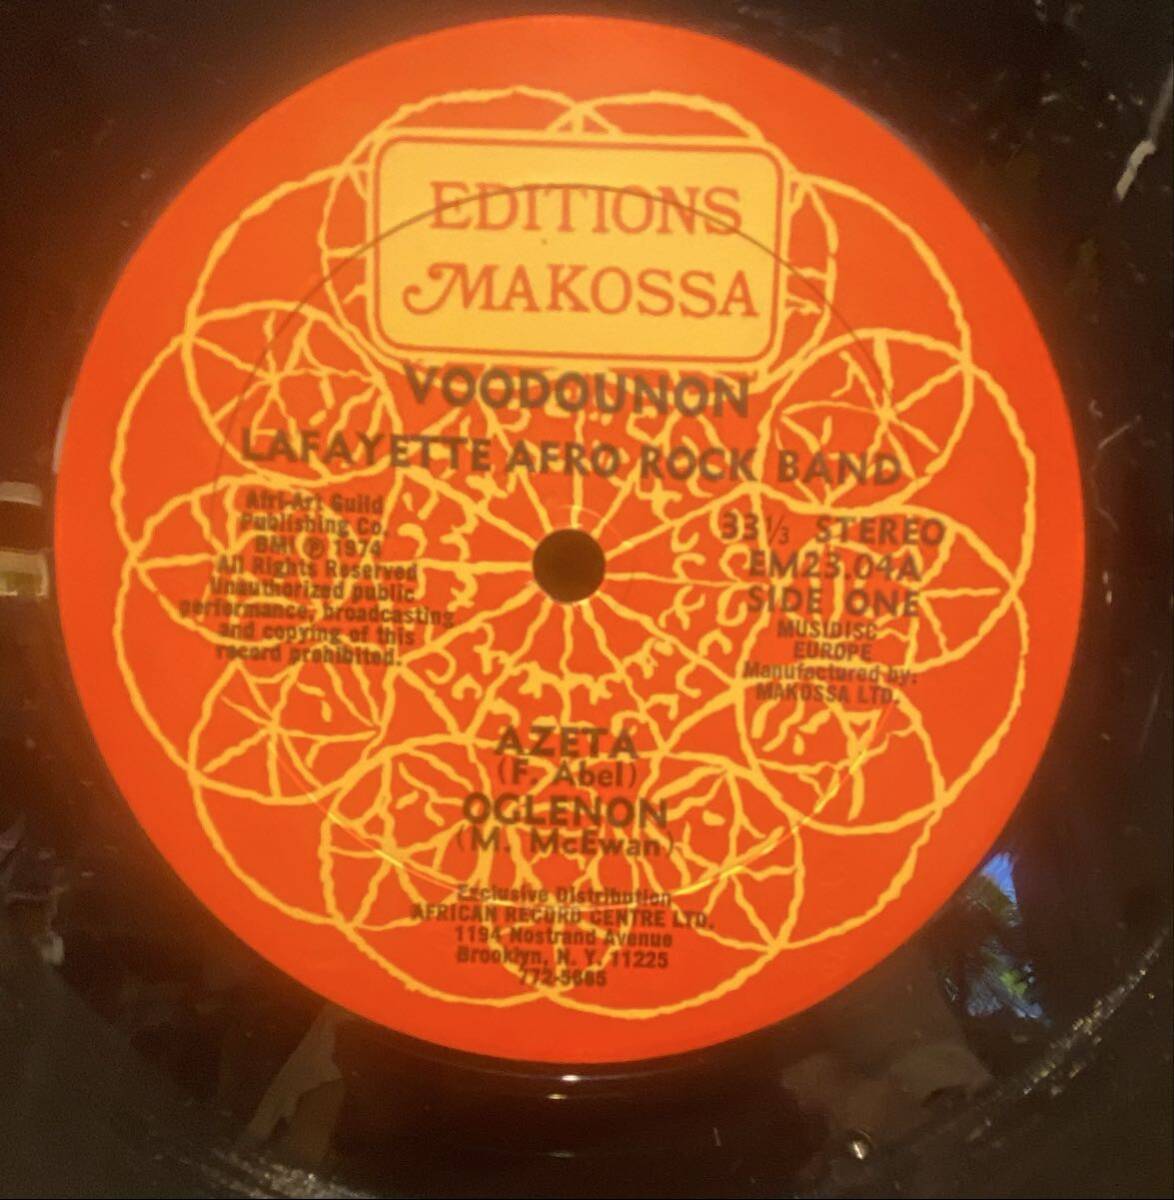 EDITIONS
MAKOSSA
VOODOUNON
LAFAYETTE AFRO ROCK BAND
Afri-Art Guild
Publishing Co.
BMI Ⓟ 1974
All Rights Reserved
Unauthorized public
performance, broadcasting
and copying of this
record prohibited.
33⅓ STEREO
EM23.04A
SIDE ONE
MUSIDISC
EUROPE
Manufactured by:
MAKOSSA LTD.
AZETA
(F. Abel)
OGLENON
(M. McEwan)
Exclusive Distribution
AFRICAN RECORD CENTRE LTD.
1194 Nostrand Avenue
Brooklyn, N. Y. 11225